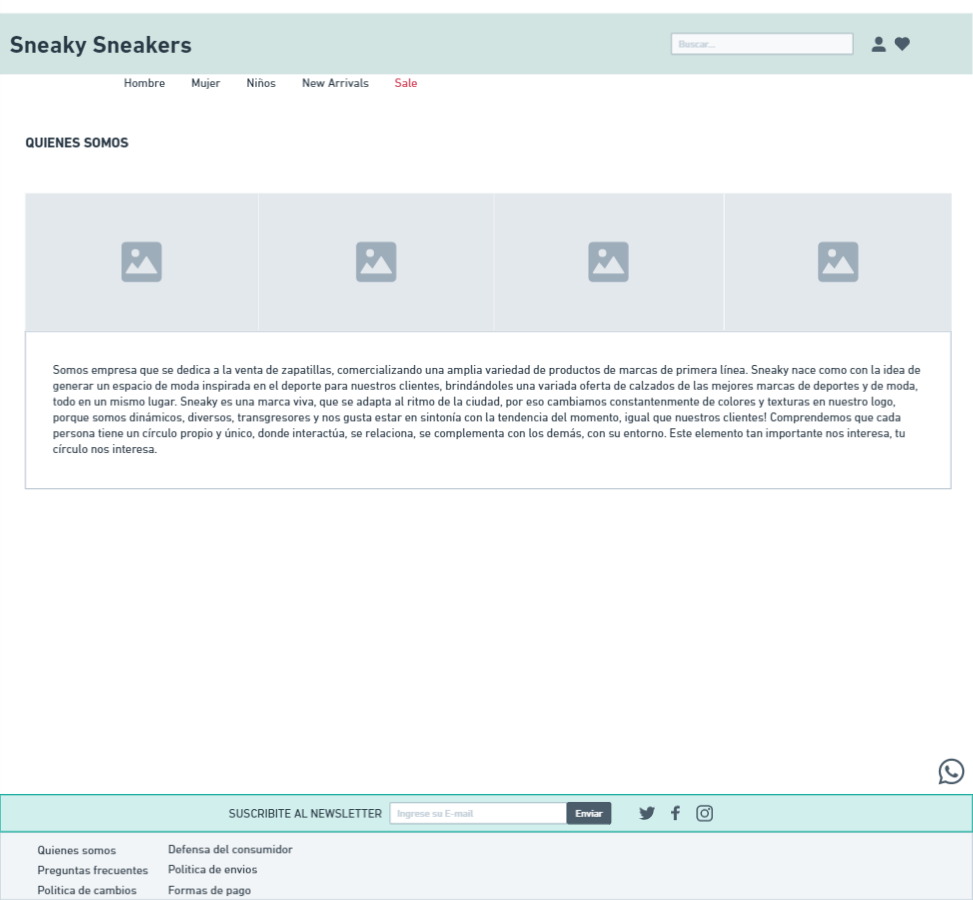 Sneaky Sneakers
Buscar...
Hombre Mujer Niños New Arrivals Sale
QUIENES SOMOS
Somos empresa que se dedica a la venta de zapatillas, comercializando una amplia variedad de productos de marcas de primera línea. Sneaky nace como con la idea de
generar un espacio de moda inspirada en el deporte para nuestros clientes, brindándoles una variada oferta de calzados de las mejores marcas de deportes y de moda,
todo en un mismo lugar. Sneaky es una marca viva, que se adapta al ritmo de la ciudad, por eso cambiamos constantenmente de colores y texturas en nuestro logo,
porque somos dinámicos, diversos, transgresores y nos gusta estar en sintonía con la tendencia del momento, igual que nuestros clientes! Comprendemos que cada
persona tiene un círculo propio y único, donde interactúa, se relaciona, se complementa con los demás, con su entorno. Este elemento tan importante nos interesa, tu
círculo nos interesa.
SUSCRIBITE AL NEWSLETTER Ingrese su E-mail Enviar
Quienes somos Defensa del consumidor
Preguntas frecuentes Politica de envios
Politica de cambios Formas de pago